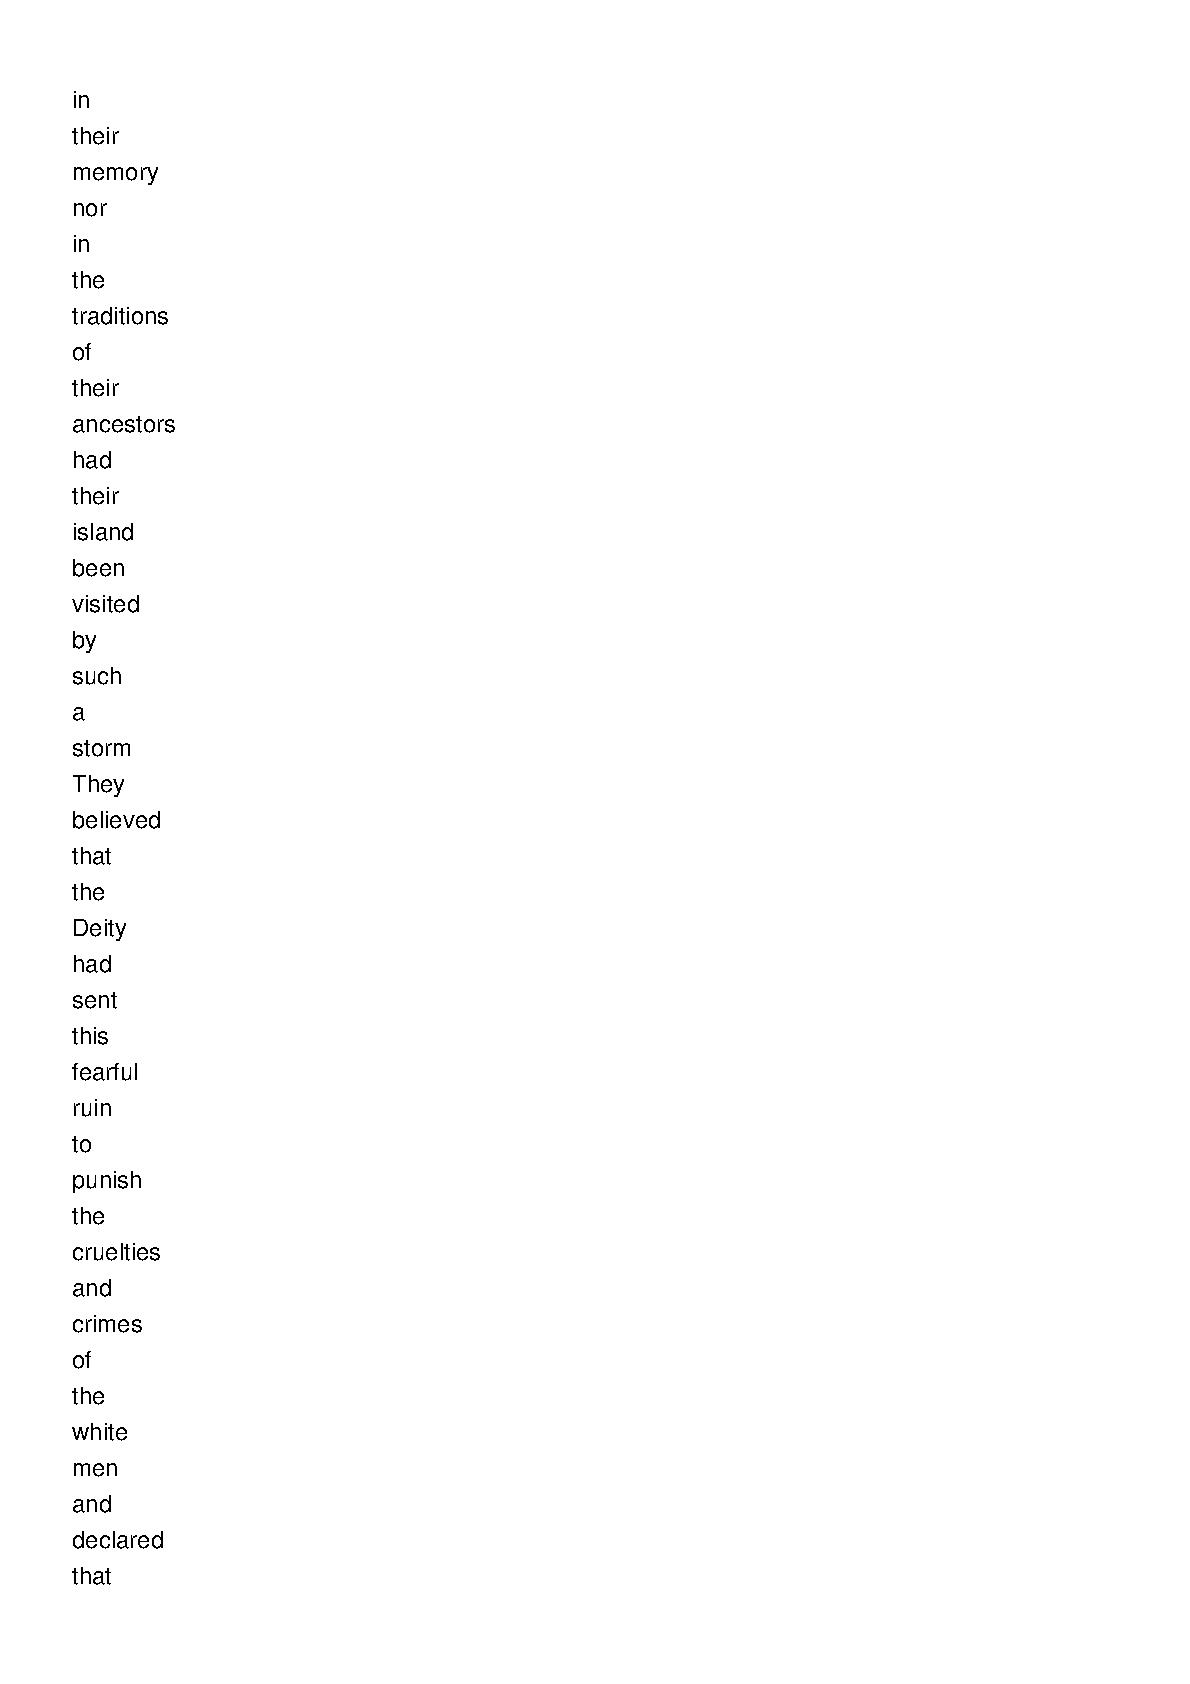 in
their
memory
nor
in
the
traditions
of
their
ancestors
had
their
island
been
visited
by
such
a
storm
They
believed
that
the
Deity
had
sent
this
fearful
ruin
to
punish
the
cruelties
and
crimes
of
the
white
men
and
declared
that